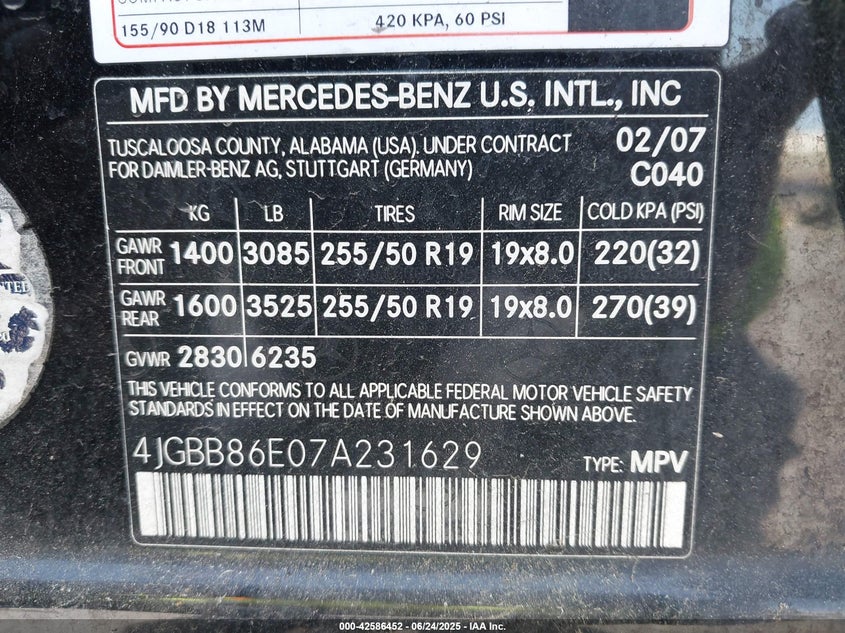 155/90 D18 113M 420 KPA, 60 PSI
MFD BY MERCEDES-BENZ U.S. INTL., INC
TUSCALOOSA COUNTY, ALABAMA (USA). UNDER CONTRACT 02/07
FOR DAIMLER-BENZ AG, STUTTGART (GERMANY) C040
KG LB TIRES RIM SIZE COLD KPA (PSI)
GAWR FRONT 1400 3085 255/50 R19 19x8.0 220(32)
GAWR REAR 1600 3525 255/50 R19 19x8.0 270(39)
GVWR 2830 6235
THIS VEHICLE CONFORMS TO ALL APPLICABLE FEDERAL MOTOR VEHICLE SAFETY
STANDARDS IN EFFECT ON THE DATE OF MANUFACTURE SHOWN ABOVE.
4JGBB86E07A231629 TYPE: MPV
000-42586452 - 06/24/2025 - IAA Inc.